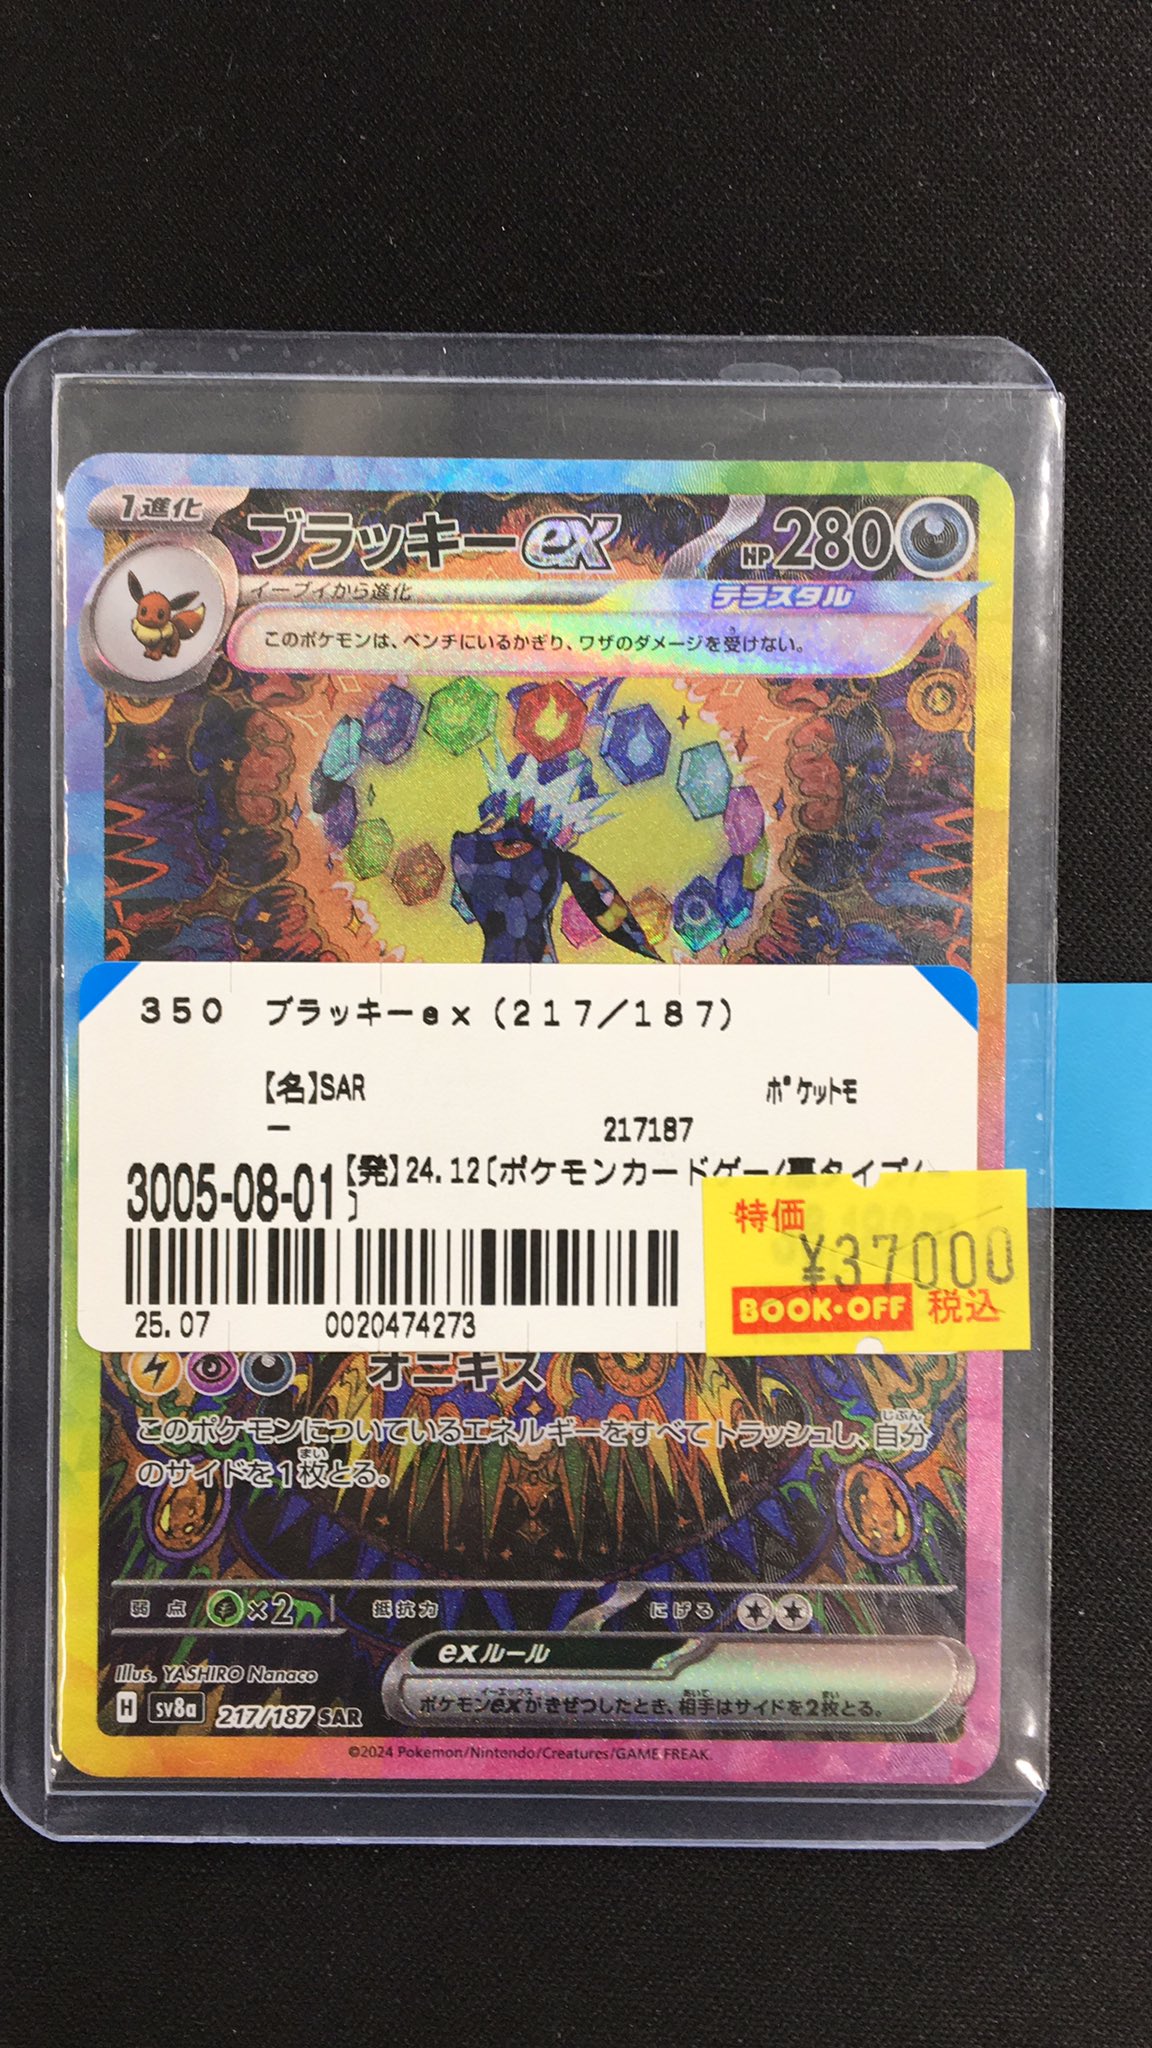 1進化
ブラッキーex
HP280
イーブイから進化
テラスタル
このポケモンは、ベンチにいるかぎり、ワザのダメージを受けない。
350 ブラッキーex(217/187)
【名】SAR
ポケットモ
ー
217187
3005-08-01
【発】24.12〔ポケモンカードゲー/裏タイプ/
〕
特価
¥37000
BOOK・OFF 税込
25.07
0020474273
オニキス
このポケモンについているエネルギーをすべてトラッシュし、自分
のサイドを1枚とる。
弱点 ×2 抵抗力 にげる
exルール
ポケモンexがきぜつしたとき、相手はサイドを2枚とる。
Illus. YASHIRO Nanaco
H sv8a 217/187 SAR
©2024 Pokémon/Nintendo/Creatures/GAME FREAK.